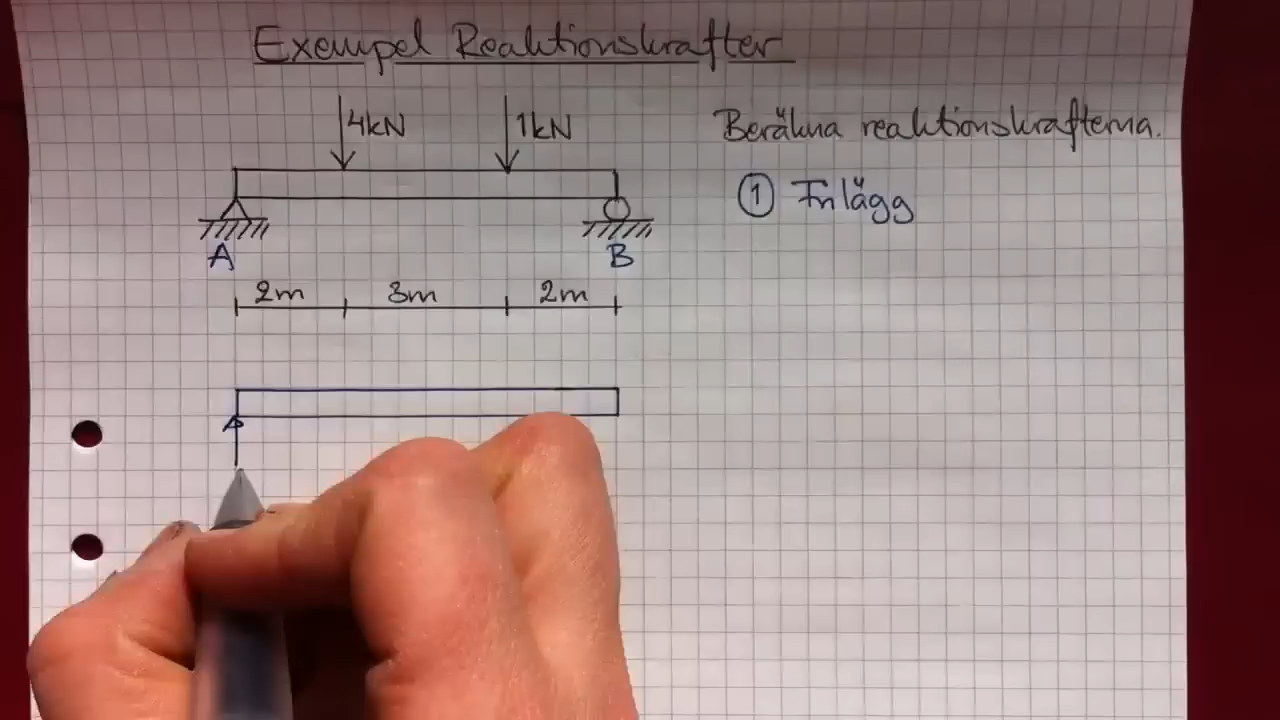 Exempel Reaktionskrafter
4kN
1kN
Beräkna reaktionskrafterna.
① Frilägg
A
B
2m
3m
2m